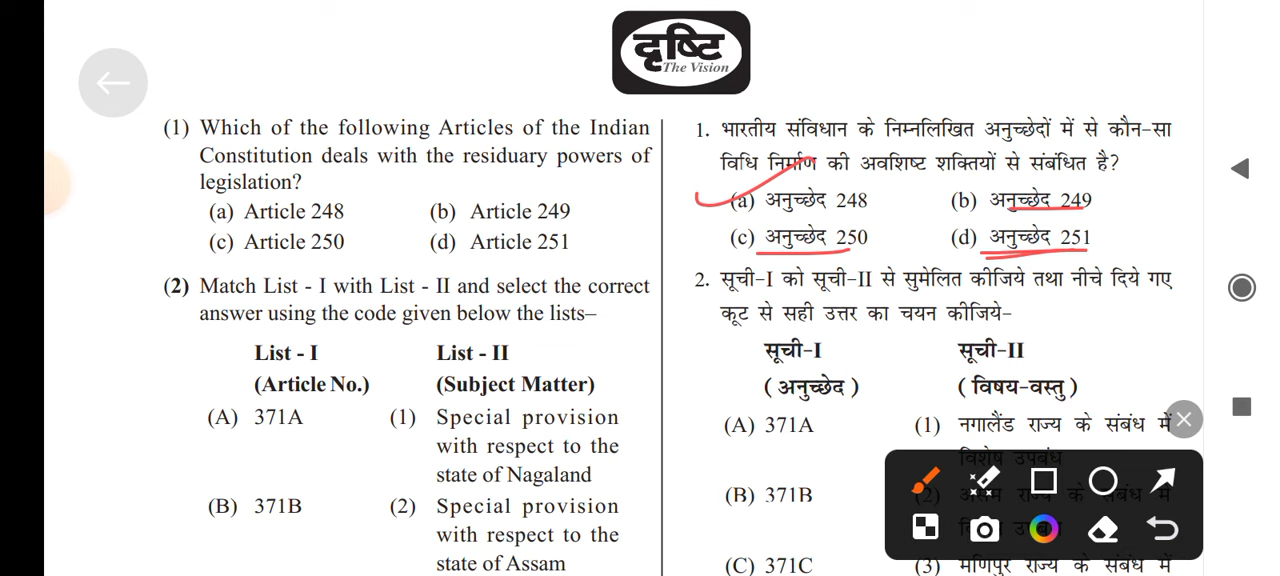 दृष्टि
The Vision
(1) Which of the following Articles of the Indian
Constitution deals with the residuary powers of
legislation?
(a) Article 248 (b) Article 249
(c) Article 250 (d) Article 251
(2) Match List - I with List - II and select the correct
answer using the code given below the lists–
List - I List - II
(Article No.) (Subject Matter)
(A) 371A (1) Special provision
with respect to the
state of Nagaland
(B) 371B (2) Special provision
with respect to the
state of Assam
1. भारतीय संविधान के निम्नलिखित अनुच्छेदों में से कौन-सा
विधि निर्माण की अवशिष्ट शक्तियों से संबंधित है?
(a) अनुच्छेद 248 (b) अनुच्छेद 249
(c) अनुच्छेद 250 (d) अनुच्छेद 251
2. सूची-I को सूची-II से सुमेलित कीजिये तथा नीचे दिये गए
कूट से सही उत्तर का चयन कीजिये-
सूची-I सूची-II
(अनुच्छेद) (विषय-वस्तु)
(A) 371A (1) नगालैंड राज्य के संबंध में
विशेष उपबंध
(B) 371B (2) असम राज्य के संबंध में
(C) 371C (3) मणिपुर राज्य के संबंध में